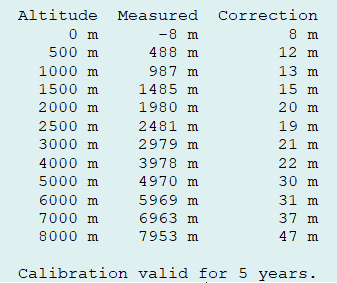 Altitude Measured Correction
0 m -8 m 8 m
500 m 488 m 12 m
1000 m 987 m 13 m
1500 m 1485 m 15 m
2000 m 1980 m 20 m
2500 m 2481 m 19 m
3000 m 2979 m 21 m
4000 m 3978 m 22 m
5000 m 4970 m 30 m
6000 m 5969 m 31 m
7000 m 6963 m 37 m
8000 m 7953 m 47 m
Calibration valid for 5 years.